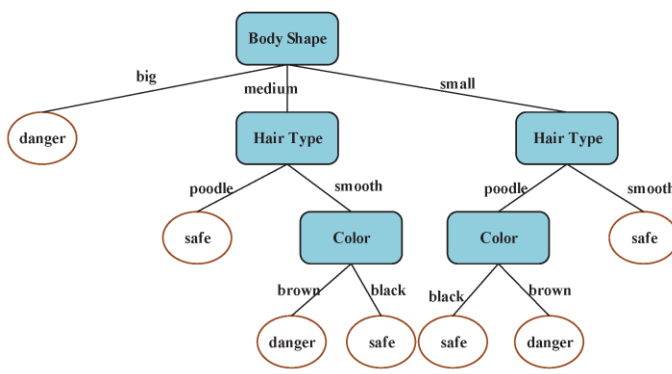 Body Shape
big
medium
small
danger
Hair Type
Hair Type
poodle
smooth
poodle
smooth
safe
Color
Color
safe
brown
black
black
brown
danger
safe
safe
danger